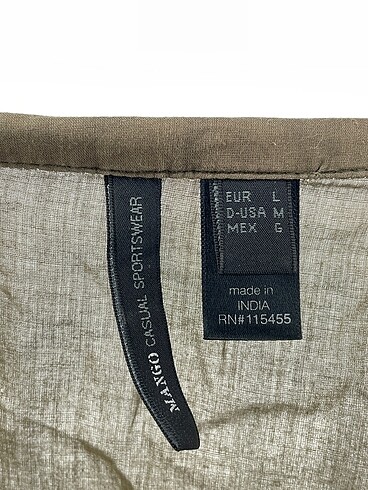 MANGO CASUAL SPORTSWEAR
EUR L
D-USA M
MEX G
made in
INDIA
RN#115455